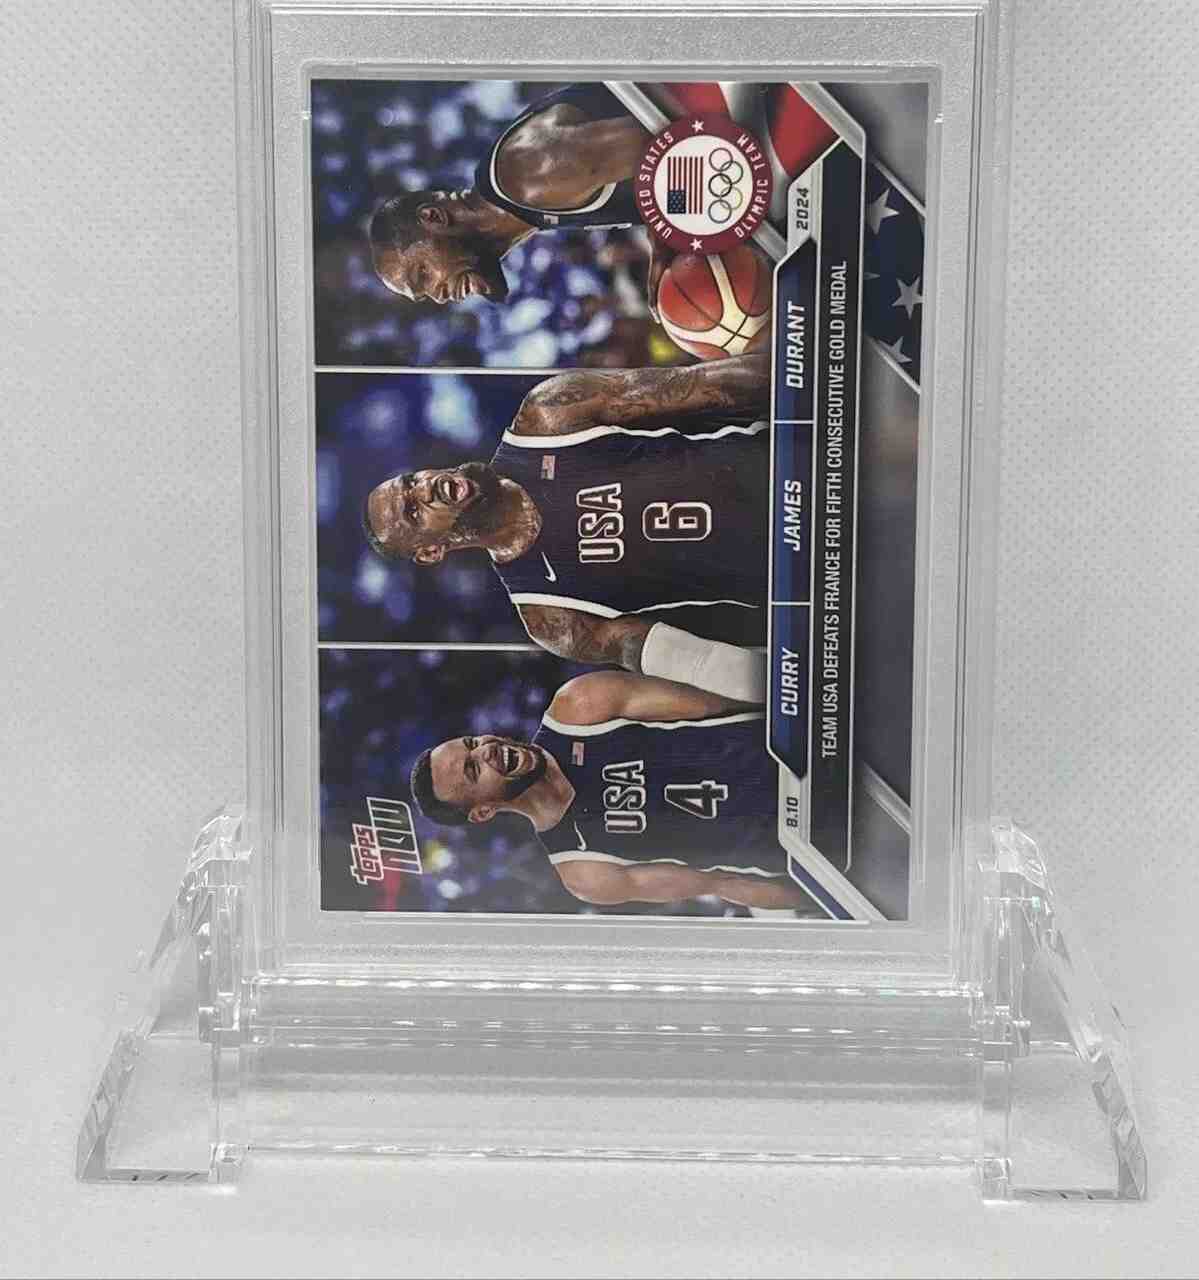 TOPPS
NOW
UNITED STATES
OLYMPIC TEAM
USA
4
USA
6
8.10
CURRY
JAMES
DURANT
2024
TEAM USA DEFEATS FRANCE FOR FIFTH CONSECUTIVE GOLD MEDAL